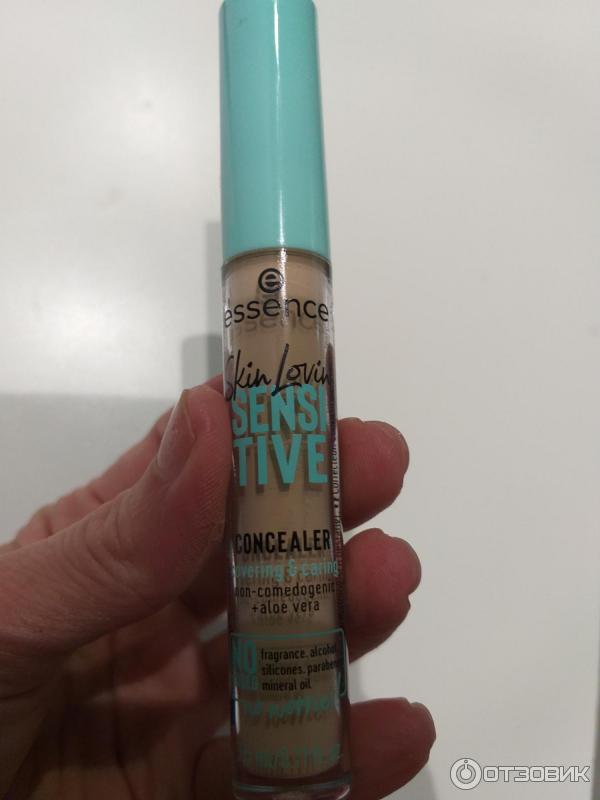 e
essence
Skin Lovin
SENSI
TIVE
CONCEALER
covering & caring
non-comedogenic
+aloe vera
NO
fragrance, alcohol,
silicones, parabens,
mineral oil
ОТЗОВИК